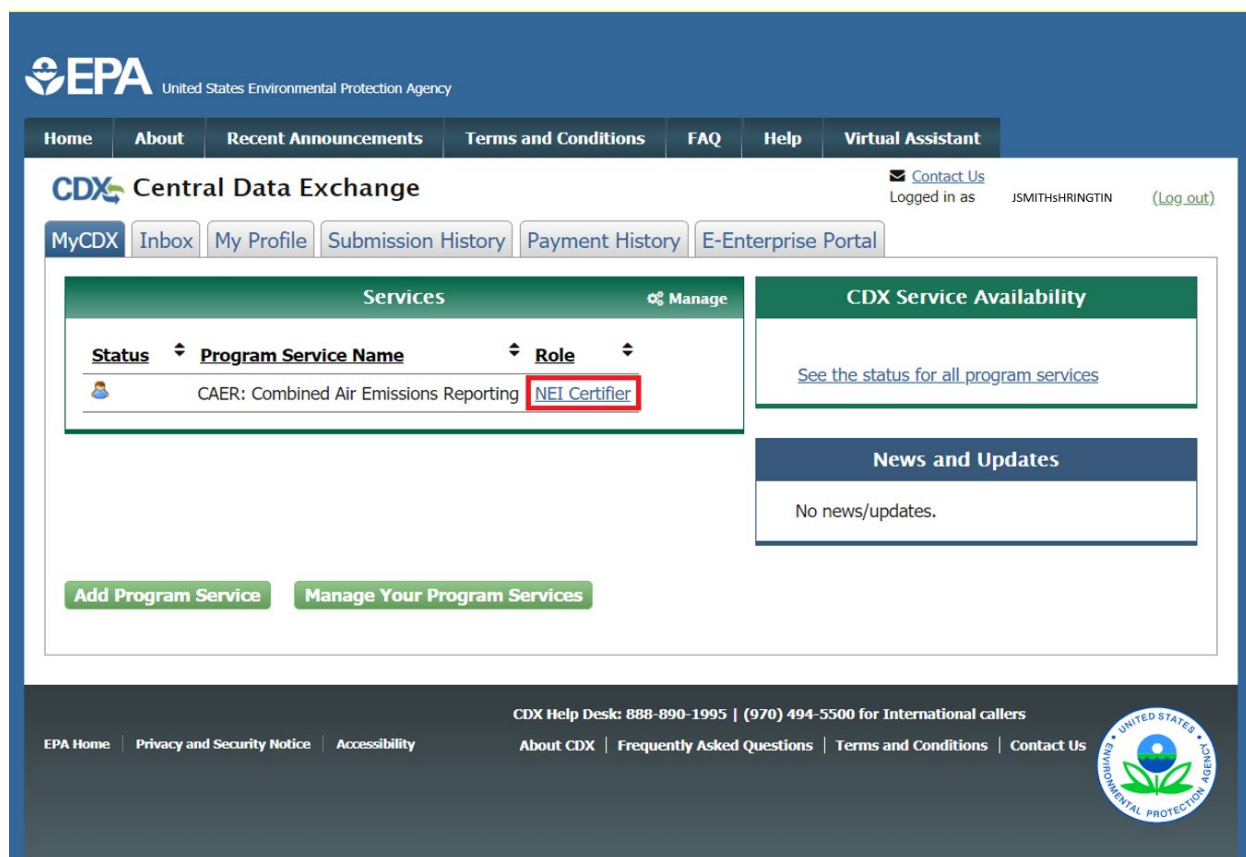 EPA United States Environmental Protection Agency
Home About Recent Announcements Terms and Conditions FAQ Help Virtual Assistant
CDX Central Data Exchange
Contact Us
Logged in as JSMITHsHRINGTIN (Log out)
MyCDX Inbox My Profile Submission History Payment History E-Enterprise Portal
Services Manage
Status Program Service Name Role
CAER: Combined Air Emissions Reporting NEI Certifier
CDX Service Availability
See the status for all program services
News and Updates
No news/updates.
Add Program Service Manage Your Program Services
CDX Help Desk: 888-890-1995 | (970) 494-5500 for International callers
EPA Home Privacy and Security Notice Accessibility
About CDX | Frequently Asked Questions | Terms and Conditions | Contact Us
UNITED STATES ENVIRONMENTAL PROTECTION AGENCY